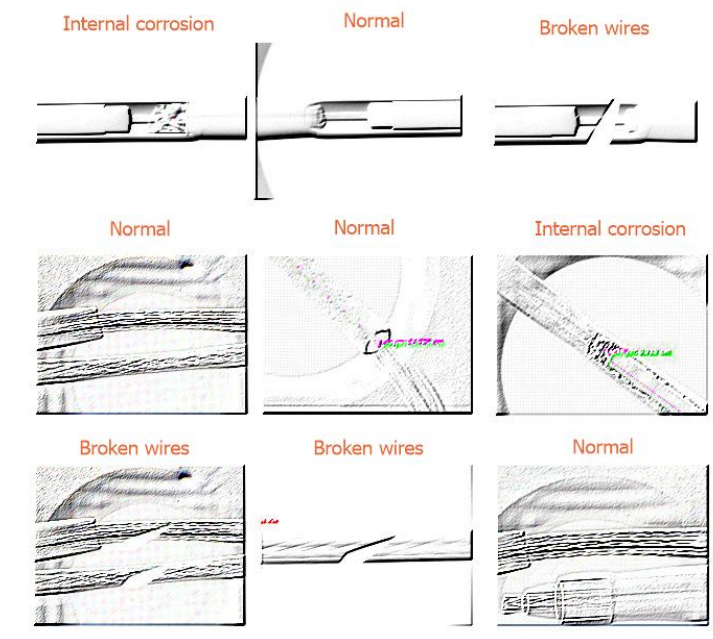 Internal corrosion
Normal
Broken wires
Normal
Normal
Internal corrosion
Broken wires
Broken wires
Normal